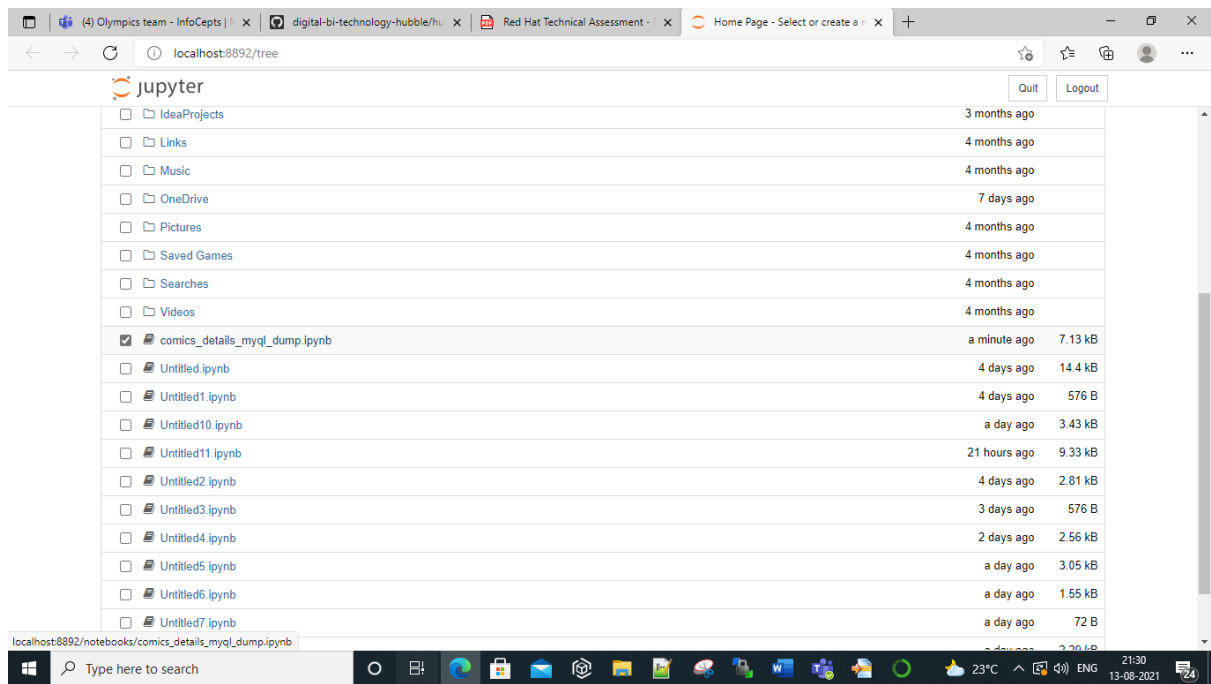 (4) Olympics team - InfoCepts |
digital-bi-technology-hubble/hu
Red Hat Technical Assessment -
Home Page - Select or create a n
localhost:8892/tree
jupyter
Quit
Logout
IdeaProjects 3 months ago
Links 4 months ago
Music 4 months ago
OneDrive 7 days ago
Pictures 4 months ago
Saved Games 4 months ago
Searches 4 months ago
Videos 4 months ago
comics_details_myql_dump.ipynb a minute ago 7.13 kB
Untitled.ipynb 4 days ago 14.4 kB
Untitled1.ipynb 4 days ago 576 B
Untitled10.ipynb a day ago 3.43 kB
Untitled11.ipynb 21 hours ago 9.33 kB
Untitled2.ipynb 4 days ago 2.81 kB
Untitled3.ipynb 3 days ago 576 B
Untitled4.ipynb 2 days ago 2.56 kB
Untitled5.ipynb a day ago 3.05 kB
Untitled6.ipynb a day ago 1.55 kB
Untitled7.ipynb a day ago 72 B
localhost:8892/notebooks/comics_details_myql_dump.ipynb
Type here to search
23°C
ENG
21:30
13-08-2021
24